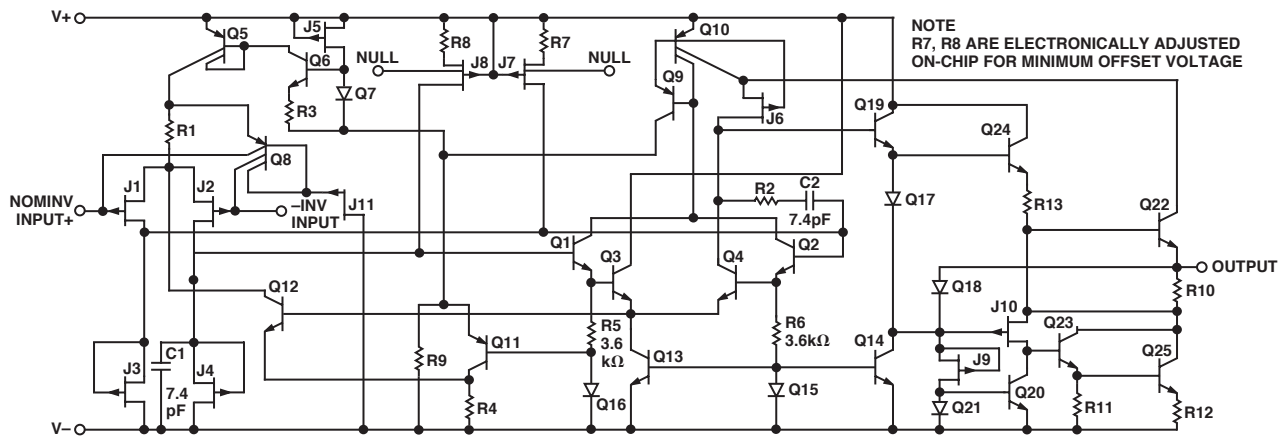 V+
Q5
J5
Q6
R3
Q7
R8
R7
NULL
J8
J7
NULL
Q10
Q9
J6
Q19
Q24
NOTE
R7, R8 ARE ELECTRONICALLY ADJUSTED
ON-CHIP FOR MINIMUM OFFSET VOLTAGE
R1
Q8
J1
J2
NOMINV
INPUT+
–INV
INPUT
J11
R2
C2
7.4pF
Q17
R13
Q22
Q1
Q3
Q4
Q2
OUTPUT
Q12
Q18
R10
J10
Q23
R5
3.6
kΩ
R6
3.6kΩ
J3
C1
7.4
pF
J4
R9
Q11
R4
Q16
Q13
Q15
Q14
J9
Q21
Q20
R11
Q25
R12
V–